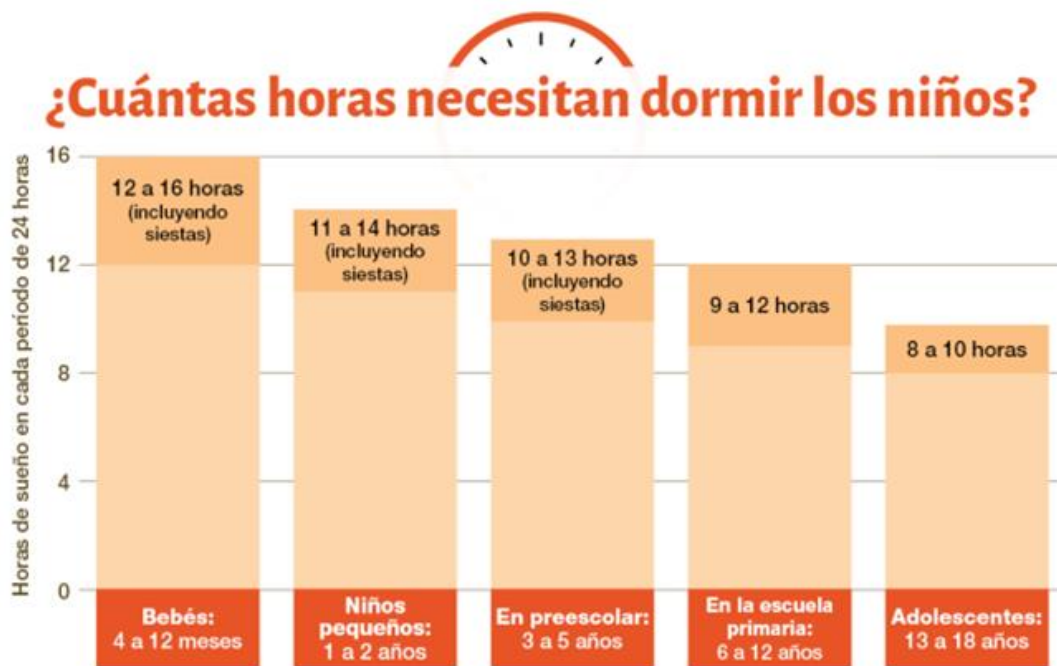 ¿Cuántas horas necesitan dormir los niños?
Horas de sueño en cada período de 24 horas
16
12
8
4
0
12 a 16 horas
(incluyendo
siestas)
11 a 14 horas
(incluyendo
siestas)
10 a 13 horas
(incluyendo
siestas)
9 a 12 horas
8 a 10 horas
Bebés:
4 a 12 meses
Niños
pequeños:
1 a 2 años
En preescolar:
3 a 5 años
En la escuela
primaria:
6 a 12 años
Adolescentes:
13 a 18 años